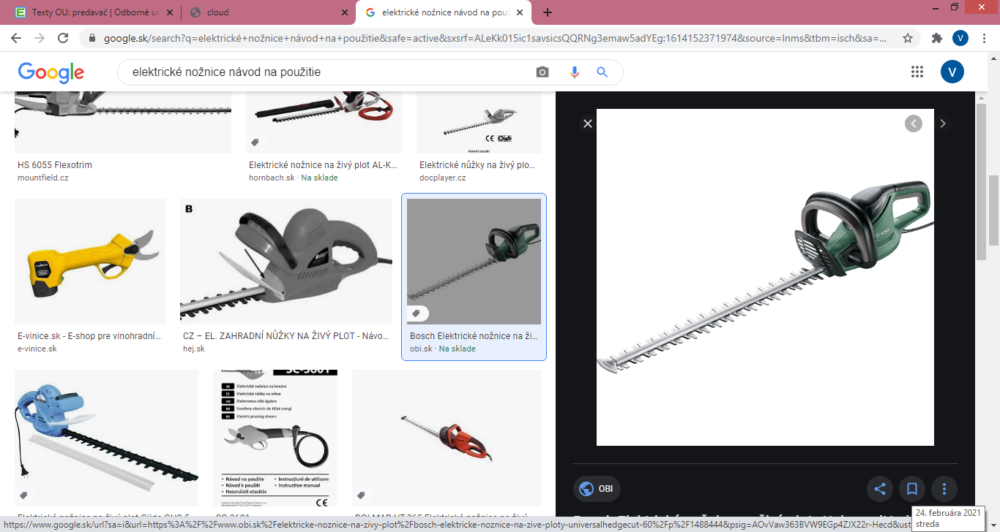 Texty OU: predavač | Odborné uč
cloud
elektrické nožnice návod na použ
google.sk/search?q=elektrické+nožnice+návod+na+použitie&safe=active&sxsrf=ALeKk015ic1savsicsQQRNg3emaw5adYEg:1614152371974&source=lnms&tbm=isch&sa=...
V
Google
elektrické nožnice návod na použitie
V
HS 6055 Flexotrim
mountfield.cz
Elektrické nožnice na živý plot AL-K...
hornbach.sk · Na sklade
Návod k použití
Elektrické nůžky na živý plo...
docplayer.cz
E-vinice.sk - E-shop pre vinohradní...
e-vinice.sk
B
CZ – EL. ZAHRADNÍ NŮŽKY NA ŽIVÝ PLOT - Návo...
hej.sk
Bosch Elektrické nožnice na ži...
obi.sk · Na sklade
BOSCH
Elektrické nožnice na konáre
Elektrické nůžky na větve
Elektromos olló ágakra
Foarfece electric de tăiat crengi
Electric pruning shears
• Návod na použitie • Instrucțiuni de utilizare
• Návod k použití • Instruction manual
• Használati utasítás
CE
OBI
24. februára 2021
streda
https://www.google.sk/url?sa=i&url=https%3A%2F%2Fwww.obi.sk%2Felektricke-noznice-na-zivy-plot%2Fbosch-elektricke-noznice-na-zive-ploty-universalhedgecut-60%2Fp%2F1488444&psig=AOvVaw363BVW9EGp4ZJX22r-Hecd&ust